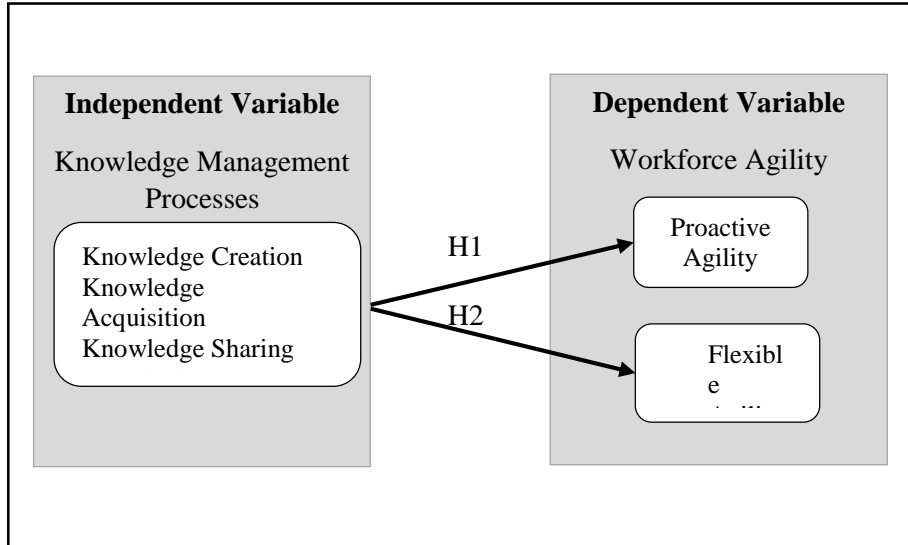 Independent Variable
Knowledge Management
Processes
Knowledge Creation
Knowledge
Acquisition
Knowledge Sharing
H1
H2
Dependent Variable
Workforce Agility
Proactive
Agility
Flexibl
e